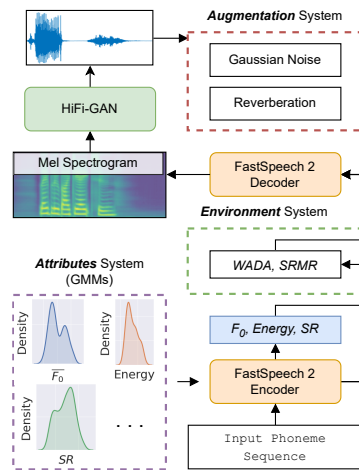 Augmentation System
Gaussian Noise
Reverberation
HiFi-GAN
Mel Spectrogram
FastSpeech 2
Decoder
Environment System
WADA, SRMR
Attributes System
(GMMs)
Density
F₀
Density
Energy
Density
SR
. . .
F₀, Energy, SR
FastSpeech 2
Encoder
Input Phoneme
Sequence